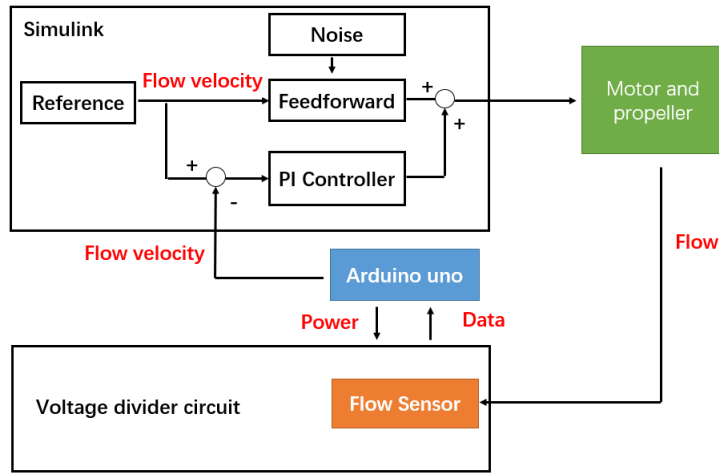 Simulink
Noise
Flow velocity
Reference
Feedforward
+
+
Motor and
propeller
+
PI Controller
-
Flow velocity
Flow
Arduino uno
Power
Data
Voltage divider circuit
Flow Sensor